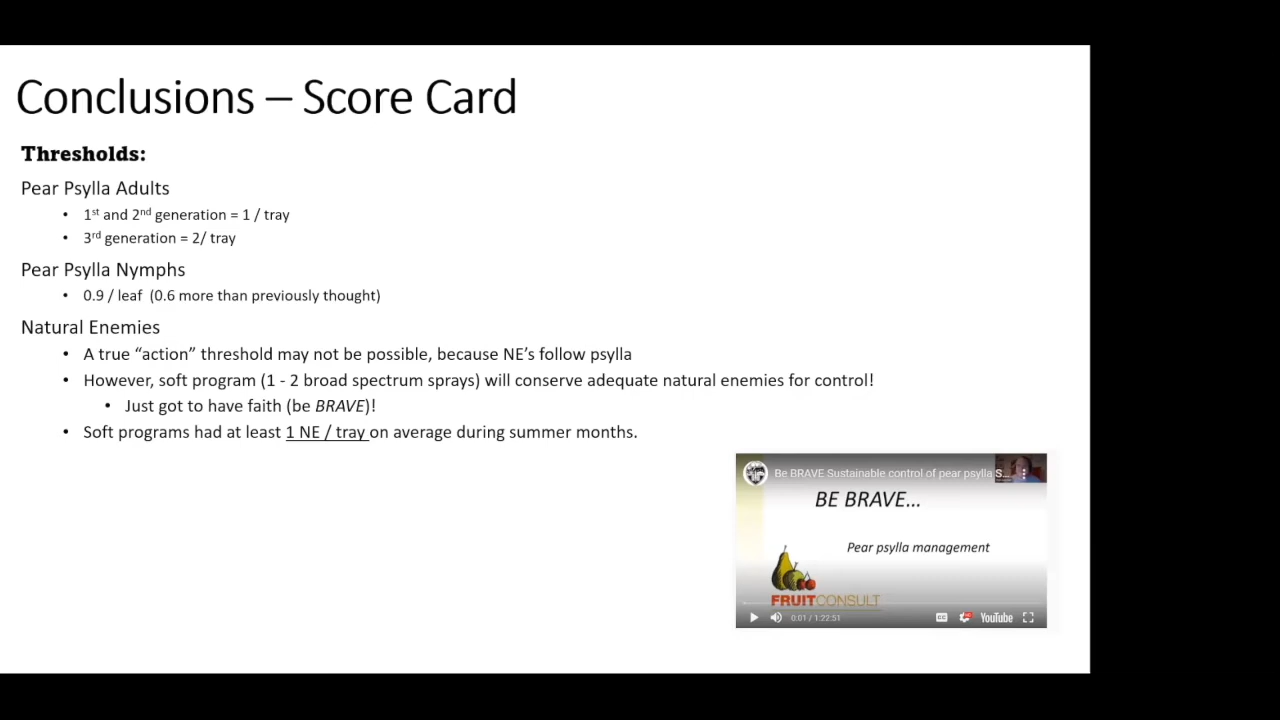 Conclusions – Score Card
Thresholds:
Pear Psylla Adults
• 1st and 2nd generation = 1 / tray
• 3rd generation = 2/ tray
Pear Psylla Nymphs
• 0.9 / leaf (0.6 more than previously thought)
Natural Enemies
• A true “action” threshold may not be possible, because NE’s follow psylla
• However, soft program (1 - 2 broad spectrum sprays) will conserve adequate natural enemies for control!
• Just got to have faith (be BRAVE)!
• Soft programs had at least 1 NE / tray on average during summer months.
Be BRAVE Sustainable control of pear psylla S...
BE BRAVE...
Pear psylla management
FRUITCONSULT
0:01 / 1:22:51
CC
YouTube